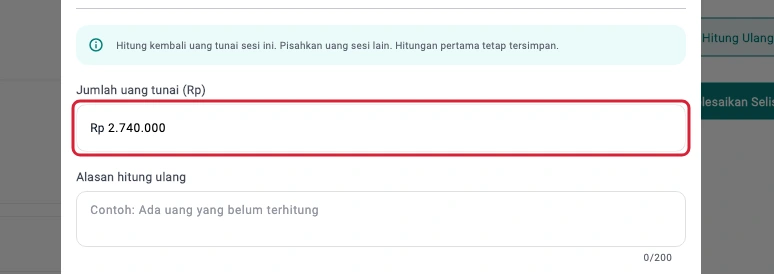 Hitung kembali uang tunai sesi ini. Pisahkan uang sesi lain. Hitungan pertama tetap tersimpan.
Hitung Ulang
Jumlah uang tunai (Rp)
lesaikan Selis
Rp 2.740.000
Alasan hitung ulang
Contoh: Ada uang yang belum terhitung
0/200